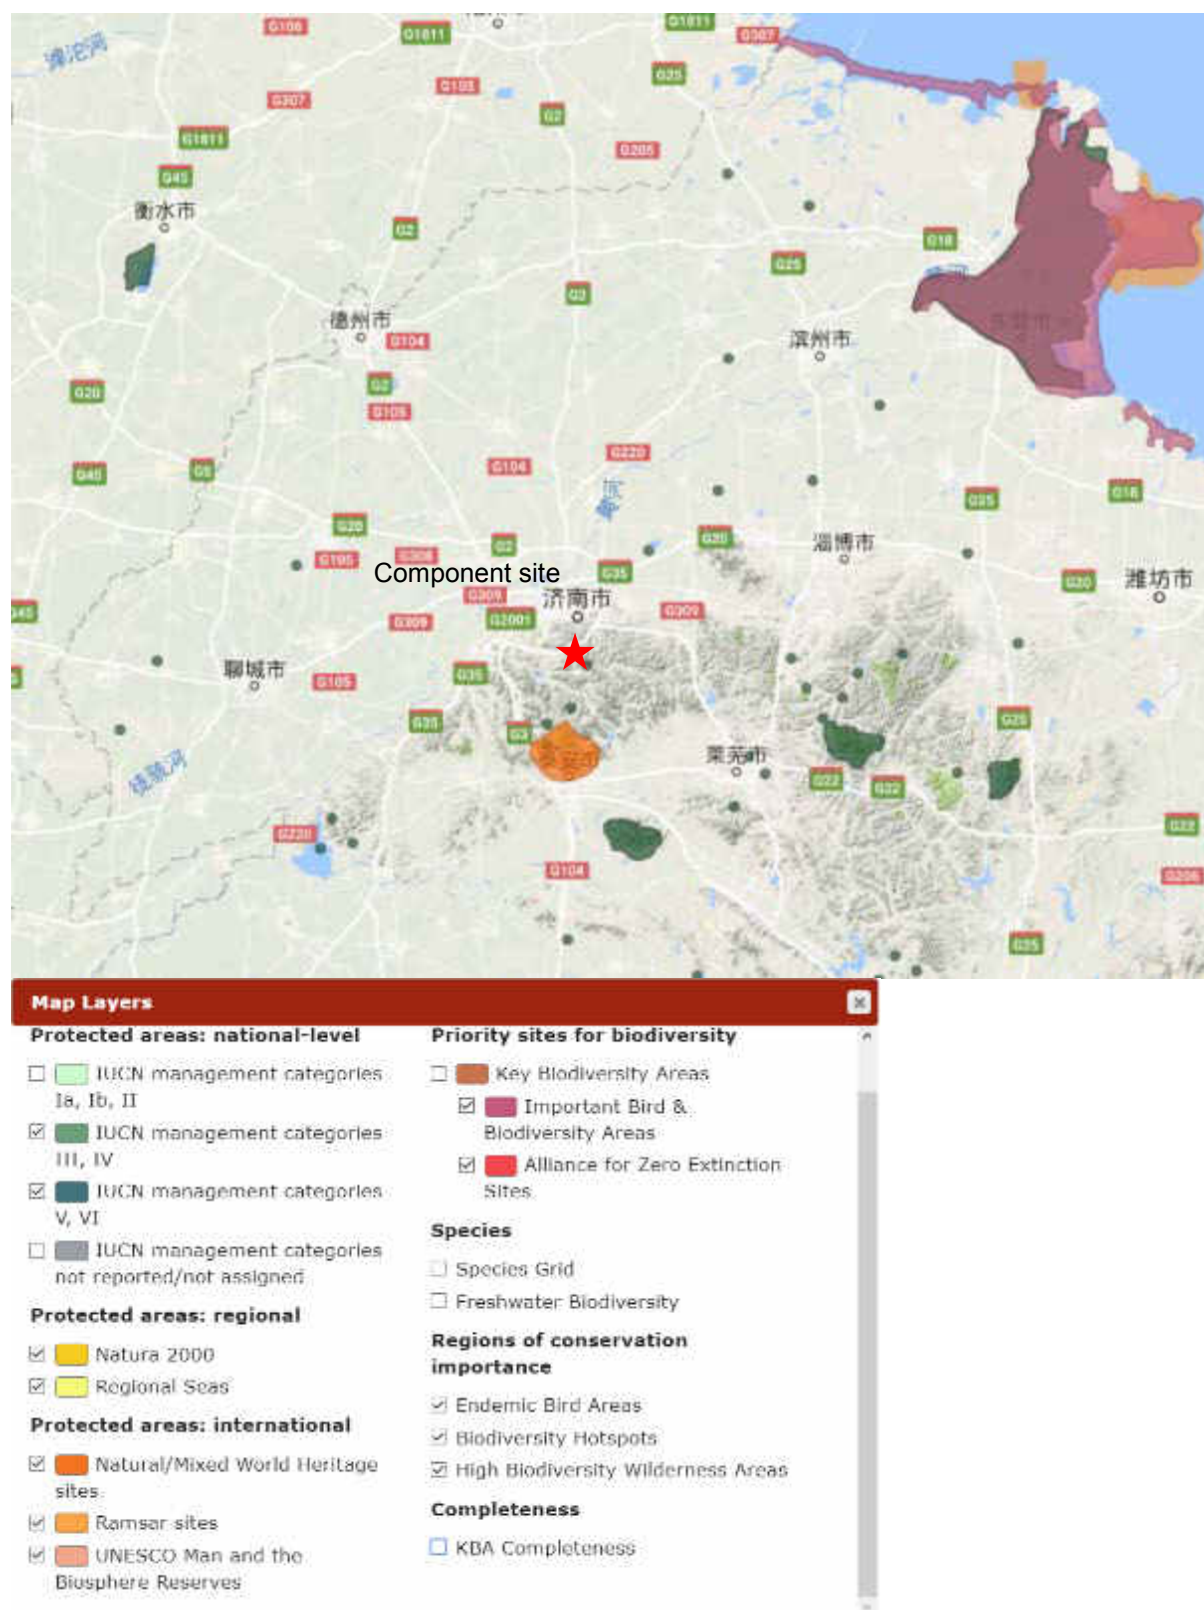 G106
G1811
G1811
G307
G25
G307
G105
G1811
G2
G205
G45
衡水市
G2
G18
G25
G2
德州市
G104
滨州市
G2
G20
G105
G220
G104
G45
G5
G18
G25
黄河
G20
G20
淄博市
G2
G105
G308
Component site
G35
G20
潍坊市
G309
济南市
G309
G2001
G309
聊城市
G35
G105
G35
G3
G25
莱芜市
G22
G22
G220
G22
G104
G206
G25
Map Layers
Protected areas: national-level
IUCN management categories
Ia, Ib, II
IUCN management categories
III, IV
IUCN management categories
V, VI
IUCN management categories
not reported/not assigned
Protected areas: regional
Natura 2000
Regional Seas
Protected areas: international
Natural/Mixed World Heritage
sites
Ramsar sites
UNESCO Man and the
Biosphere Reserves
Priority sites for biodiversity
Key Biodiversity Areas
Important Bird &
Biodiversity Areas
Alliance for Zero Extinction
Sites
Species
Species Grid
Freshwater Biodiversity
Regions of conservation
importance
Endemic Bird Areas
Biodiversity Hotspots
High Biodiversity Wilderness Areas
Completeness
KBA Completeness